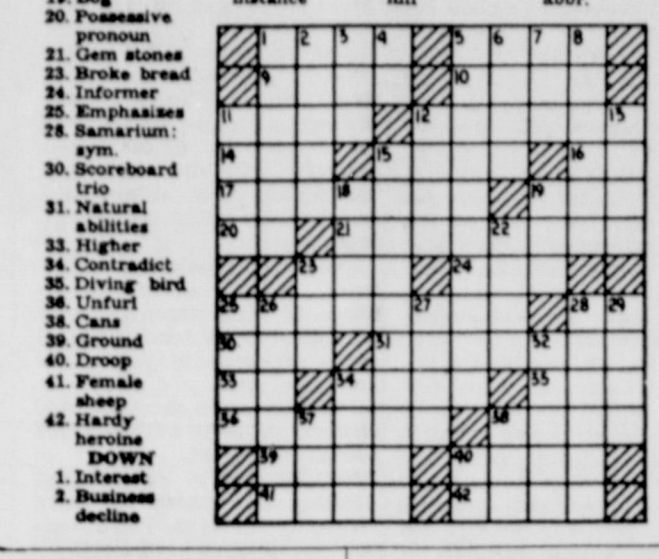 instance abbr.
20. Possessive
pronoun
21. Gem stones
23. Broke bread
24. Informer
25. Emphasizes
28. Samarium:
sym.
30. Scoreboard
trio
31. Natural
abilities
33. Higher
34. Contradict
35. Diving bird
36. Unfurl
38. Cans
39. Ground
40. Droop
41. Female
sheep
42. Hardy
heroine
DOWN
1. Interest
2. Business
decline
1 2 3 4 5 6 7 8
9 10
11 12 13
14 15 16
17 18 19
20 21 22
23 24
25 26 27 28 29
30 31 32
33 34 35
36 37 38
39 40
41 42